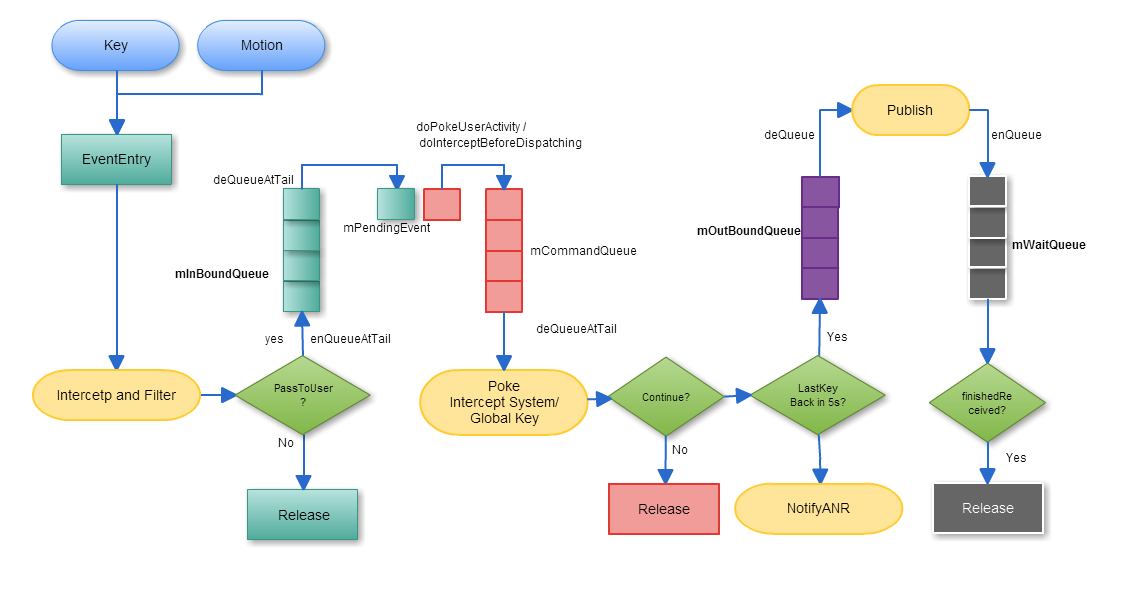 Key
Motion
EventEntry
Intercetp and Filter
PassToUser
?
yes
enQueueAtTail
No
Release
mInBoundQueue
deQueueAtTail
mPendingEvent
doPokeUserActivity /
doInterceptBeforeDispatching
mCommandQueue
deQueueAtTail
Poke
Intercept System/
Global Key
Continue?
No
Release
LastKey
Back in 5s?
Yes
NotifyANR
mOutBoundQueue
deQueue
Publish
enQueue
mWaitQueue
finishedRe
ceived?
Yes
Release